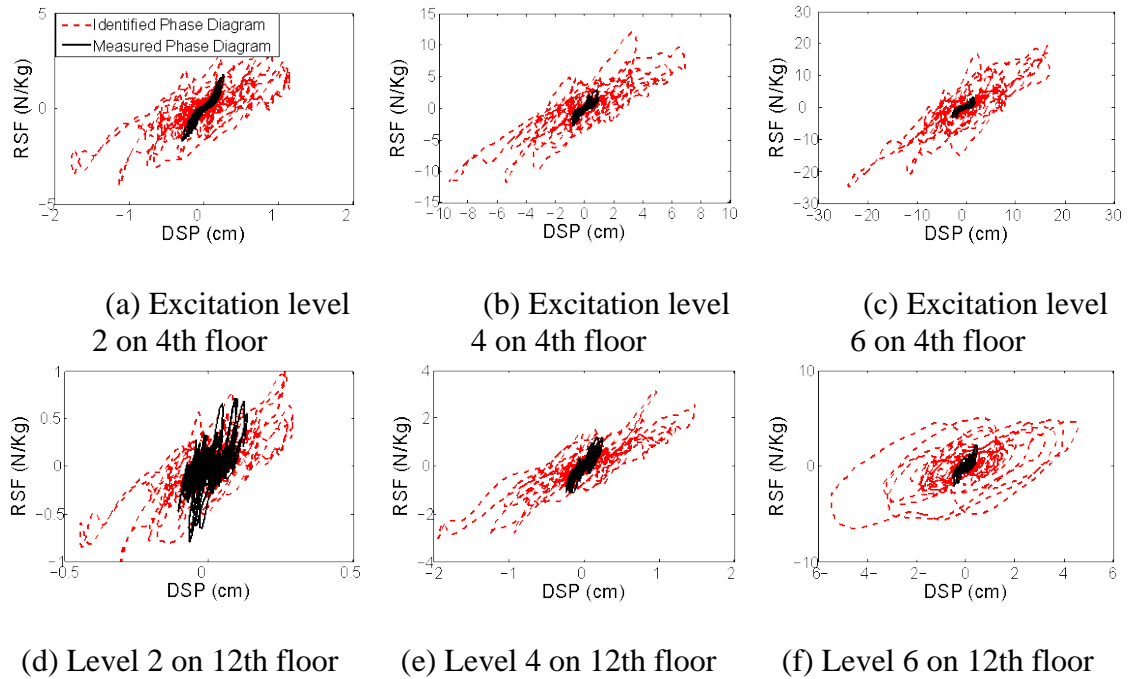 Identified Phase Diagram
Measured Phase Diagram
5
0
−5
−2
−1
0
1
2
RSF (N/Kg)
DSP (cm)
15
10
5
0
−5
−10
−15
−10
−8
−6
−4
−2
0
2
4
6
8
10
RSF (N/Kg)
DSP (cm)
30
20
10
0
−10
−20
−30
−30
−20
−10
0
10
20
30
RSF (N/Kg)
DSP (cm)
(a) Excitation level
2 on 4th floor
(b) Excitation level
4 on 4th floor
(c) Excitation level
6 on 4th floor
1
0.5
0
−0.5
−1
−0.5
0
0.5
RSF (N/Kg)
DSP (cm)
4
2
0
−2
−4
−2
−1
0
1
2
RSF (N/Kg)
DSP (cm)
10
0
−10
6−
4−
2−
0
2
4
6
RSF (N/Kg)
DSP (cm)
(d) Level 2 on 12th floor
(e) Level 4 on 12th floor
(f) Level 6 on 12th floor